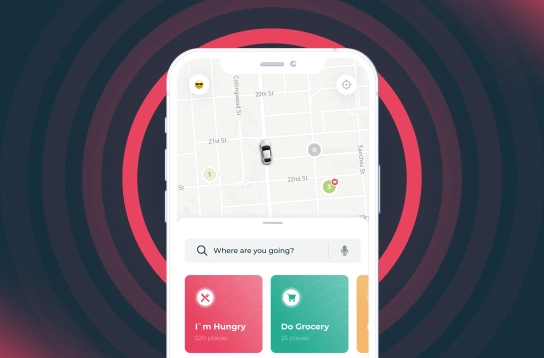 Collingwood St
20th St
21st St
0
Sanchez St
1
22nd St
3
St
Where are you going?
I`m Hungry
520 places
Do Grocery
25 places